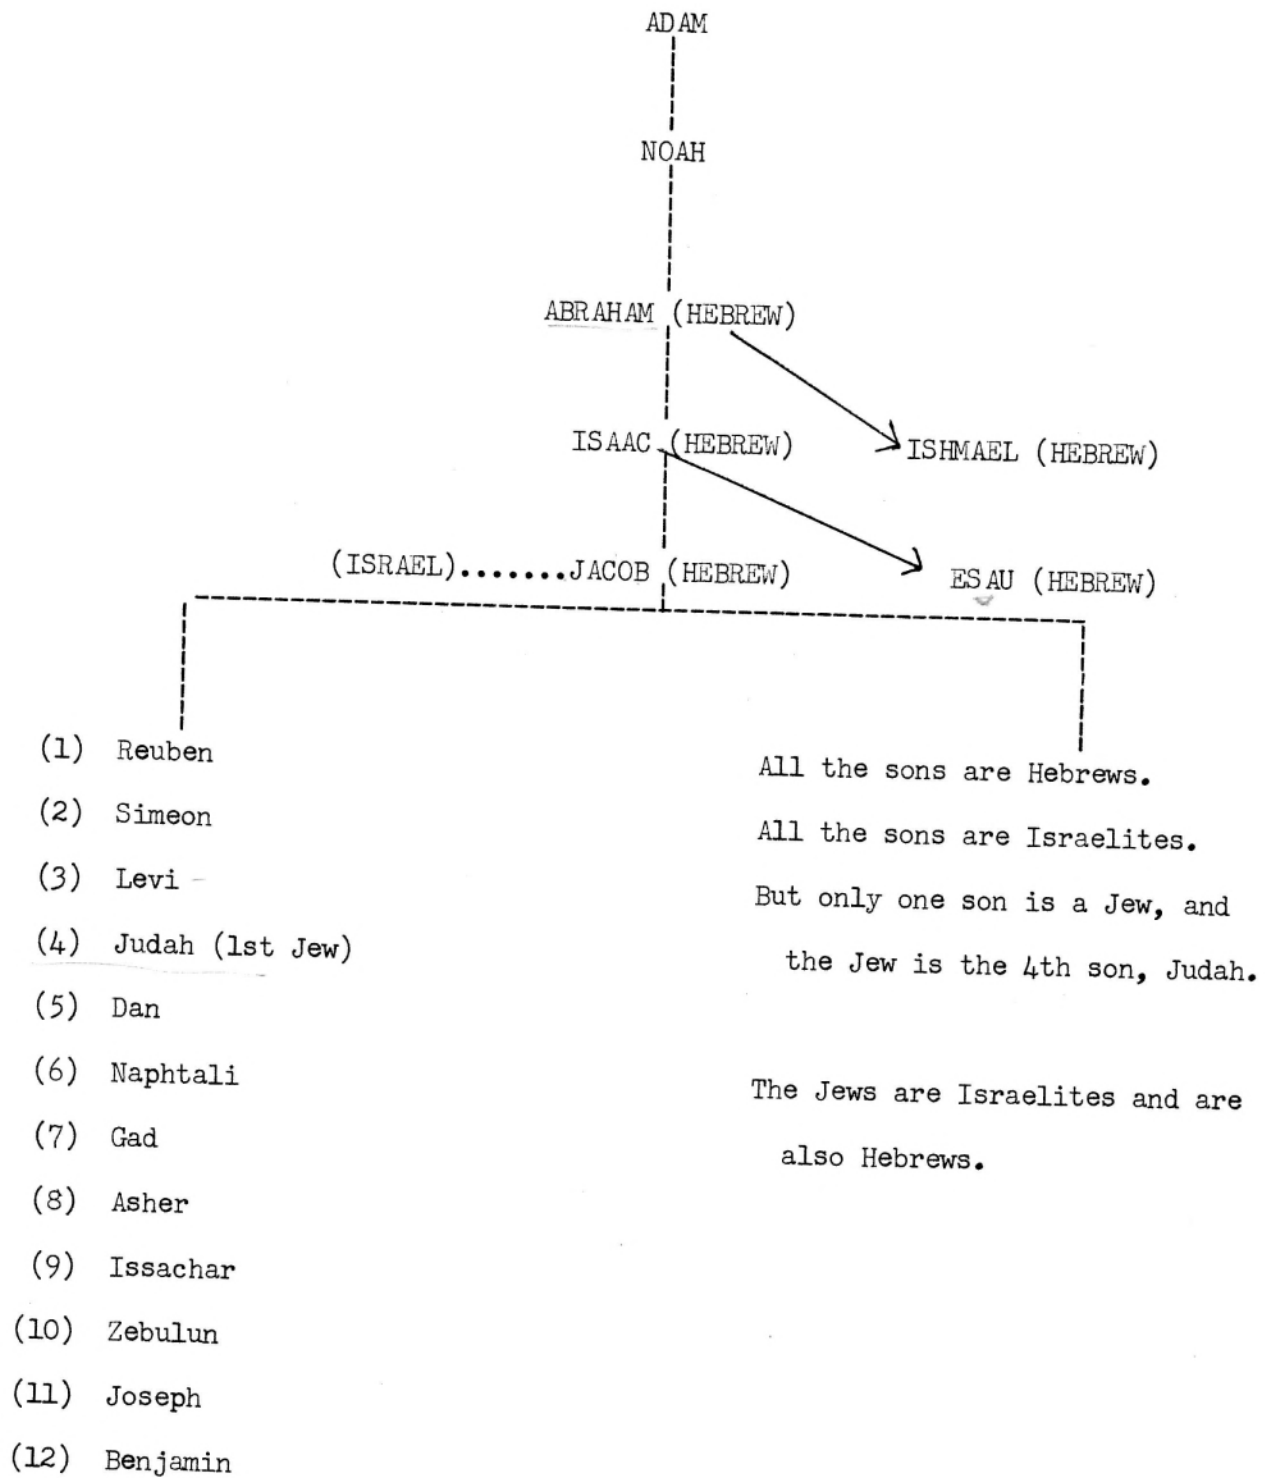 ADAM
NOAH
ABRAHAM (HEBREW)
ISAAC (HEBREW)
ISHMAEL (HEBREW)
(ISRAEL).......JACOB (HEBREW)
ESAU (HEBREW)
(1) Reuben
(2) Simeon
(3) Levi
(4) Judah (1st Jew)
(5) Dan
(6) Naphtali
(7) Gad
(8) Asher
(9) Issachar
(10) Zebulun
(11) Joseph
(12) Benjamin
All the sons are Hebrews.
All the sons are Israelites.
But only one son is a Jew, and
the Jew is the 4th son, Judah.
The Jews are Israelites and are
also Hebrews.